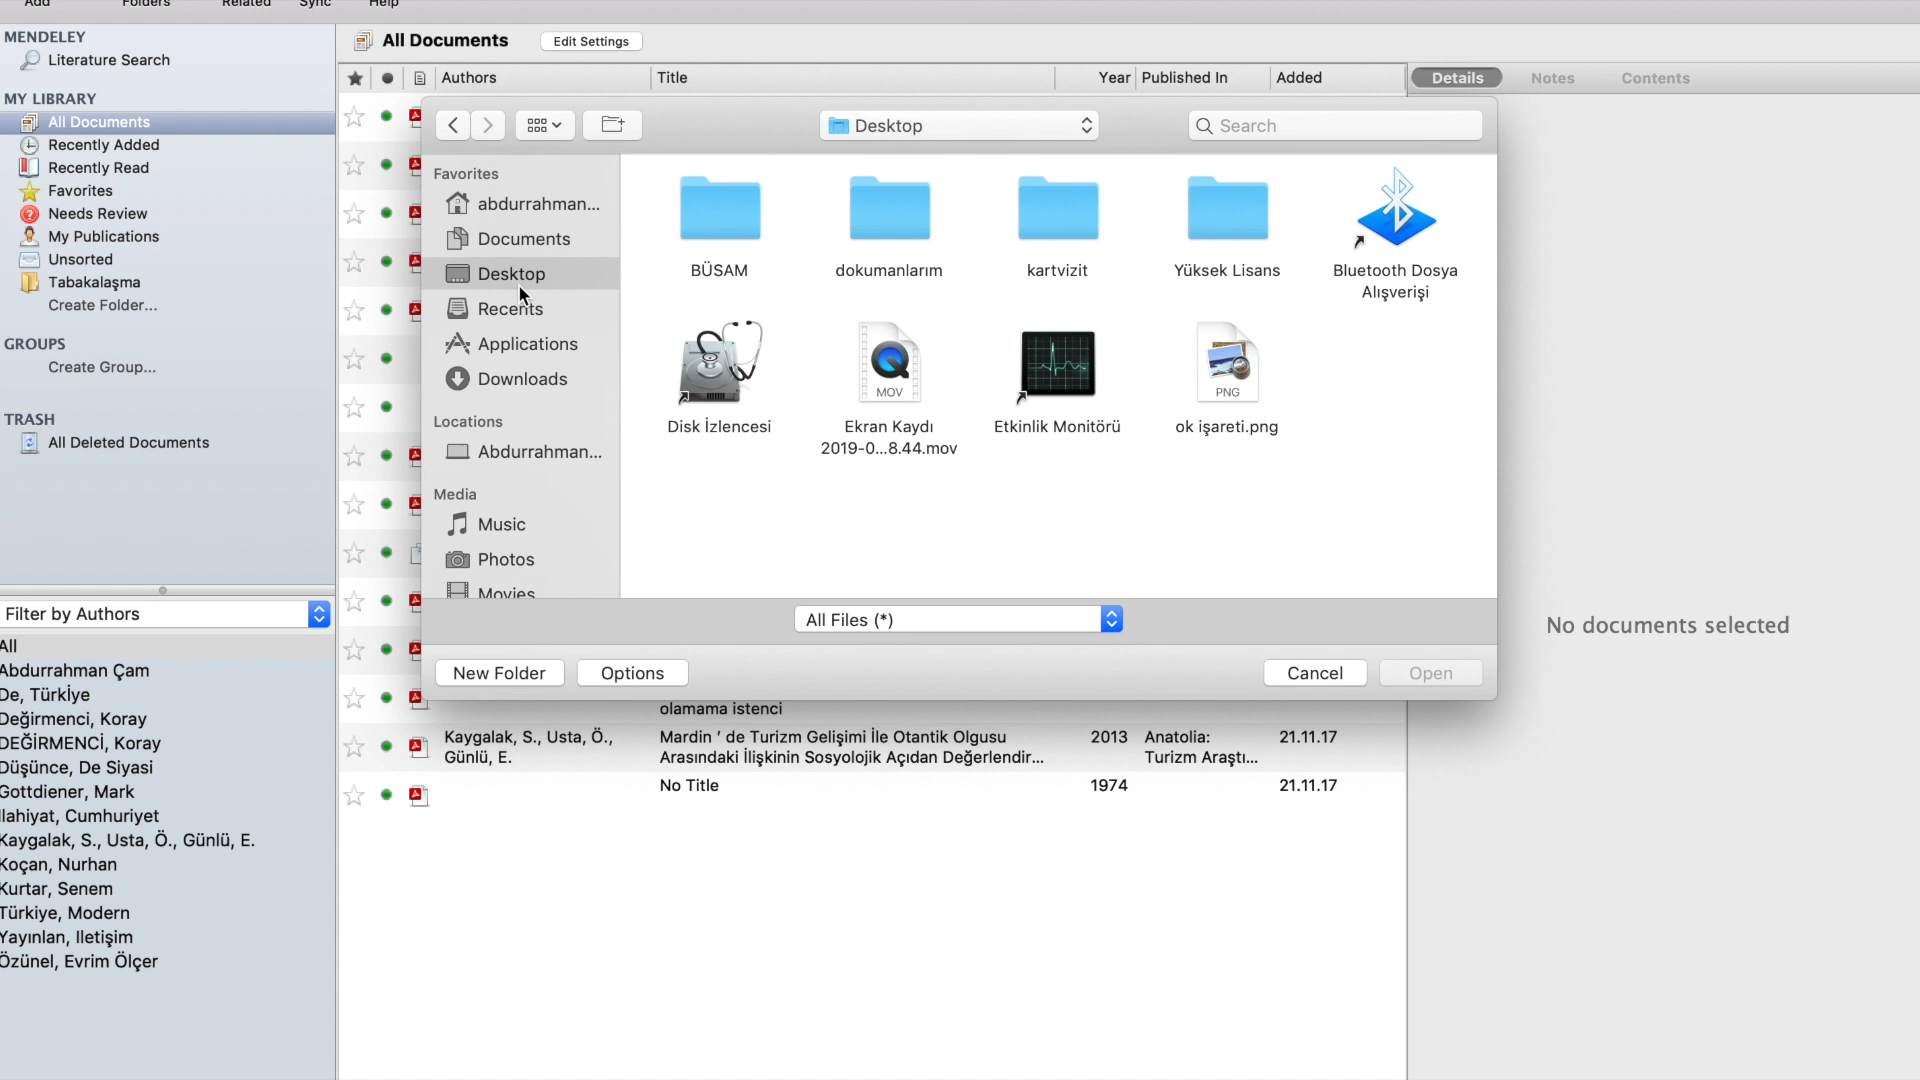 Add Folders Related Sync Help
MENDELEY
Literature Search
MY LIBRARY
All Documents
Recently Added
Recently Read
Favorites
Needs Review
My Publications
Unsorted
Tabakalaşma
Create Folder...
GROUPS
Create Group...
TRASH
All Deleted Documents
Filter by Authors
All
Abdurrahman Çam
De, Türkİye
Değirmenci, Koray
DEĞİRMENCİ, Koray
Düşünce, De Siyasi
Gottdiener, Mark
Ilahiyat, Cumhuriyet
Kaygalak, S., Usta, Ö., Günlü, E.
Koçan, Nurhan
Kurtar, Senem
Türkiye, Modern
Yayınlan, Iletişim
Özünel, Evrim Ölçer
All Documents Edit Settings
Authors Title Year Published In Added
Desktop
Search
Favorites
abdurrahman...
Documents
Desktop
Recents
Applications
Downloads
Locations
Abdurrahman...
Media
Music
Photos
Movies
BÜSAM
dokumanlarım
kartvizit
Yüksek Lisans
Bluetooth Dosya
Alışverişi
Disk İzlencesi
MOV
Ekran Kaydı
2019-0...8.44.mov
Etkinlik Monitörü
PNG
ok işareti.png
All Files (*)
New Folder Options Cancel Open
olamama istenci
Kaygalak, S., Usta, Ö.,
Günlü, E.
Mardin ' de Turizm Gelişimi İle Otantik Olgusu
Arasındaki İlişkinin Sosyolojik Açıdan Değerlendir...
2013
Anatolia:
Turizm Araştı...
21.11.17
No Title 1974 21.11.17
Details Notes Contents
No documents selected